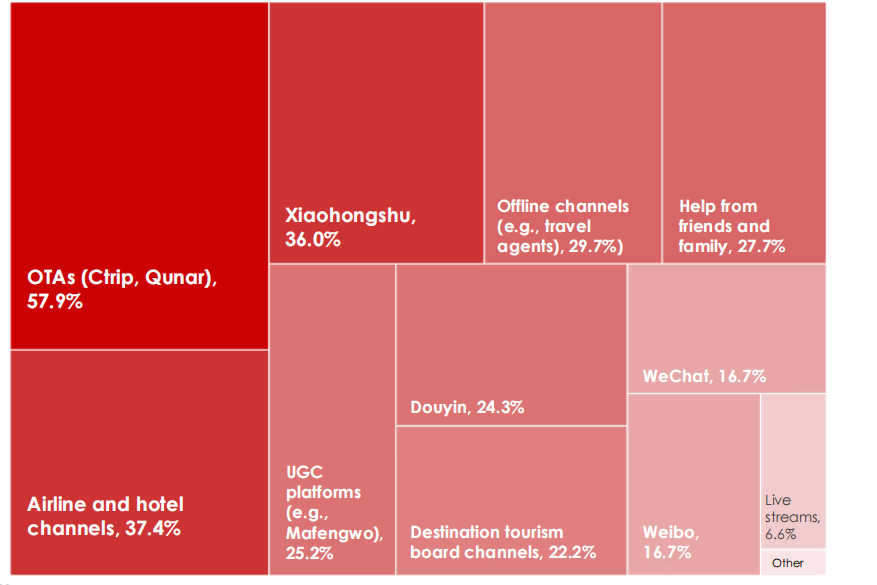 OTAs (Ctrip, Qunar),
57.9%
Airline and hotel
channels, 37.4%
Xiaohongshu,
36.0%
Offline channels
(e.g., travel
agents), 29.7%)
Help from
friends and
family, 27.7%
UGC
platforms
(e.g.,
Mafengwo),
25.2%
Douyin, 24.3%
Destination tourism
board channels, 22.2%
WeChat, 16.7%
Weibo,
16.7%
Live
streams,
6.6%
Other